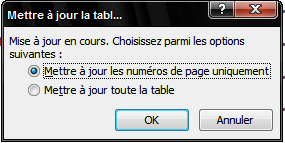 Mettre à jour la tabl...
Mise à jour en cours. Choisissez parmi les options
suivantes :
Mettre à jour les numéros de page uniquement
Mettre à jour toute la table
OK
Annuler